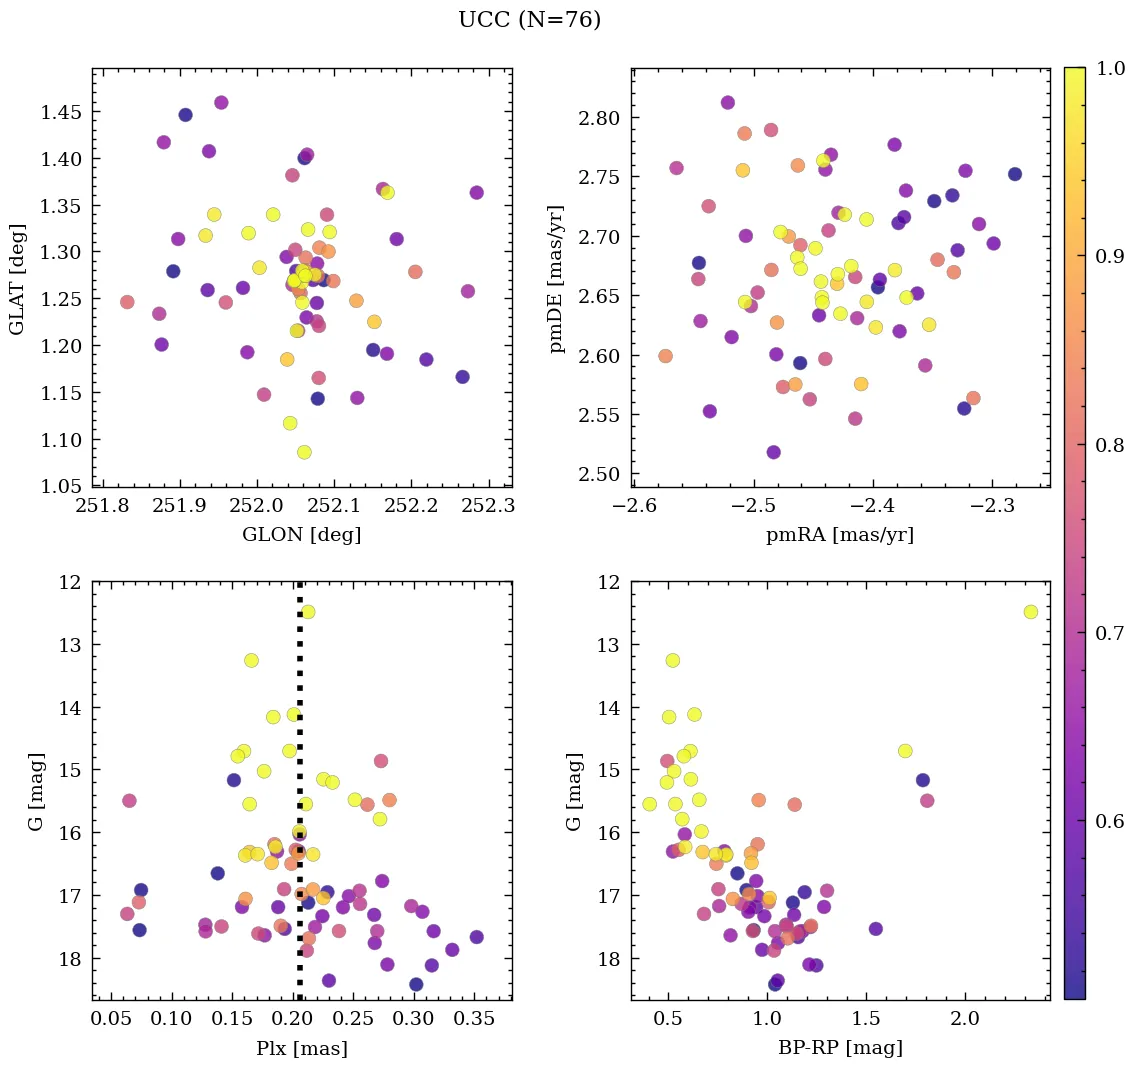 UCC (N=76)
1.45
1.40
1.35
1.30
1.25
1.20
1.15
1.10
1.05
GLAT [deg]
251.8 251.9 252.0 252.1 252.2 252.3
GLON [deg]
2.80
2.75
2.70
2.65
2.60
2.55
2.50
pmDE [mas/yr]
−2.6 −2.5 −2.4 −2.3
pmRA [mas/yr]
12
13
14
15
16
17
18
G [mag]
0.05 0.10 0.15 0.20 0.25 0.30 0.35
Plx [mas]
12
13
14
15
16
17
18
G [mag]
0.5 1.0 1.5 2.0
BP-RP [mag]
1.0
0.9
0.8
0.7
0.6